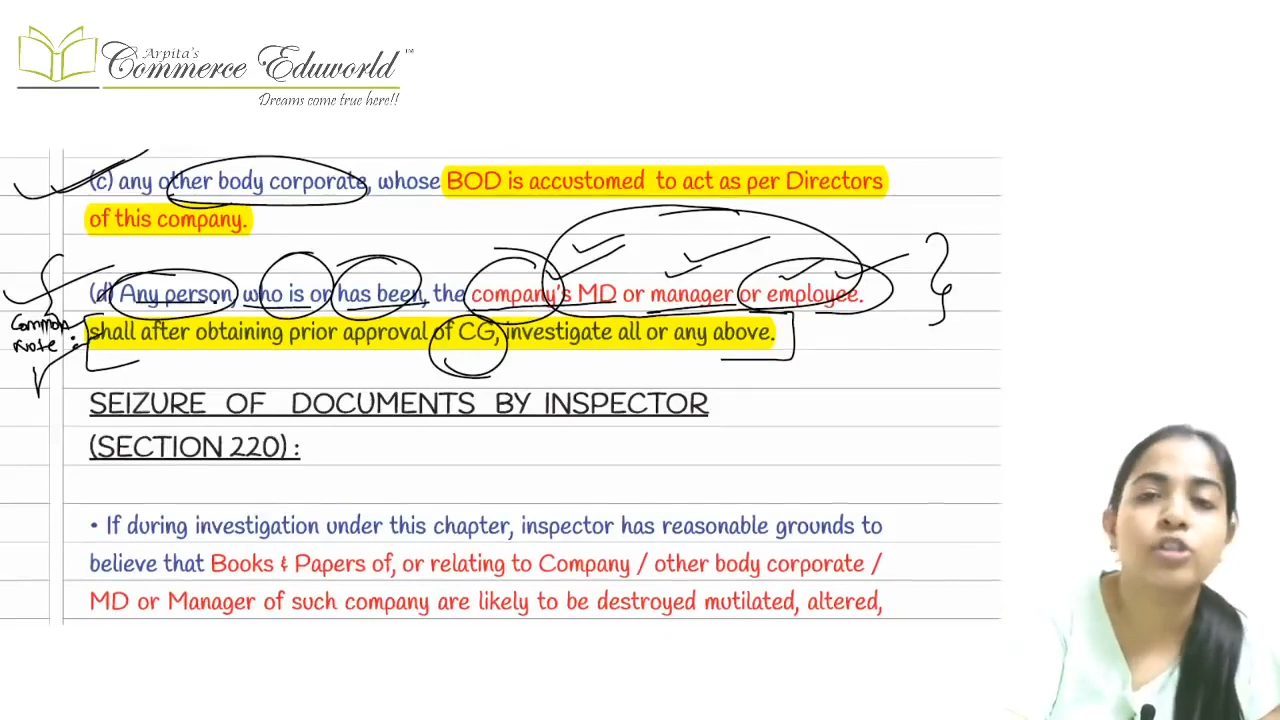 Arpita's
Commerce Eduworld™
Dreams come true here!!
(c) any other body corporate, whose BOD is accustomed to act as per Directors
of this company.
(d) Any person, who is or has been, the company's MD or manager or employee.
Common
Note:
shall after obtaining prior approval of CG, investigate all or any above.
SEIZURE OF DOCUMENTS BY INSPECTOR
(SECTION 220) :
• If during investigation under this chapter, inspector has reasonable grounds to
believe that Books & Papers of, or relating to Company / other body corporate /
MD or Manager of such company are likely to be destroyed mutilated, altered,